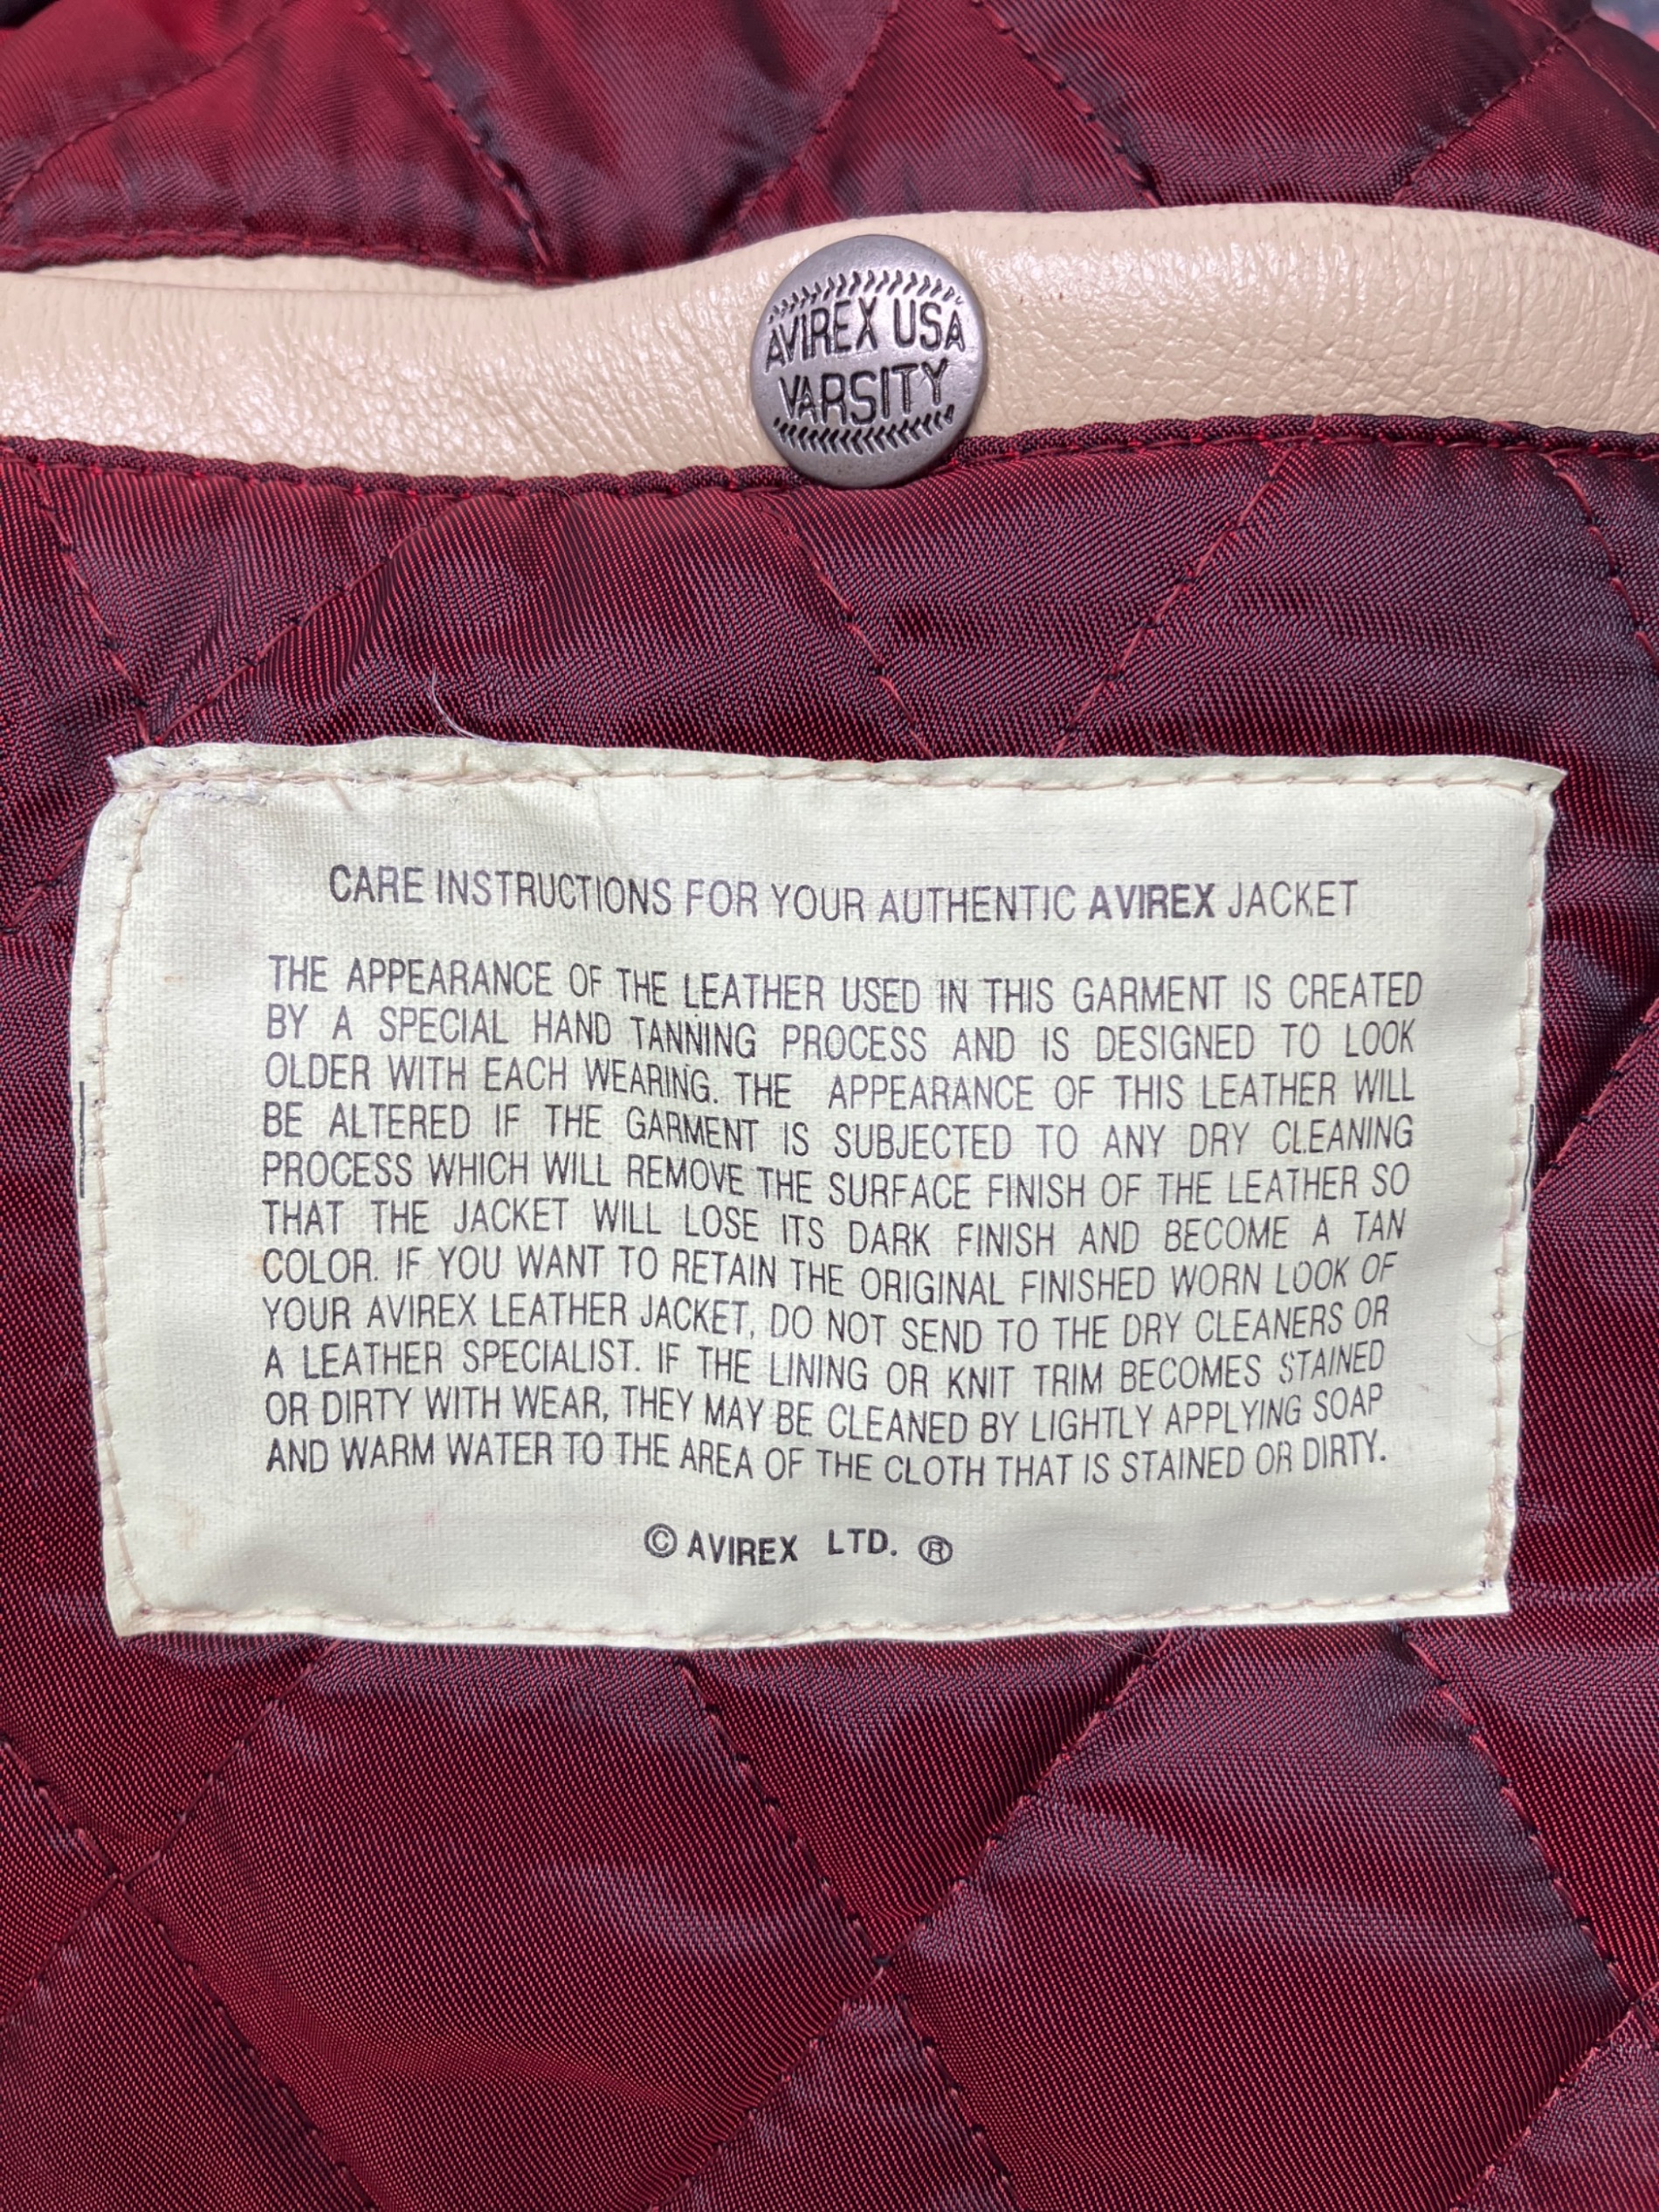 AVIREX USA
VARSITY
CARE INSTRUCTIONS FOR YOUR AUTHENTIC AVIREX JACKET
THE APPEARANCE OF THE LEATHER USED IN THIS GARMENT IS CREATED
BY A SPECIAL HAND TANNING PROCESS AND IS DESIGNED TO LOOK
OLDER WITH EACH WEARING. THE APPEARANCE OF THIS LEATHER WILL
BE ALTERED IF THE GARMENT IS SUBJECTED TO ANY DRY CLEANING
PROCESS WHICH WILL REMOVE THE SURFACE FINISH OF THE LEATHER SO
THAT THE JACKET WILL LOSE ITS DARK FINISH AND BECOME A TAN
COLOR. IF YOU WANT TO RETAIN THE ORIGINAL FINISHED WORN LOOK OF
YOUR AVIREX LEATHER JACKET, DO NOT SEND TO THE DRY CLEANERS OR
A LEATHER SPECIALIST. IF THE LINING OR KNIT TRIM BECOMES STAINED
OR DIRTY WITH WEAR, THEY MAY BE CLEANED BY LIGHTLY APPLYING SOAP
AND WARM WATER TO THE AREA OF THE CLOTH THAT IS STAINED OR DIRTY.
© AVIREX LTD. ®